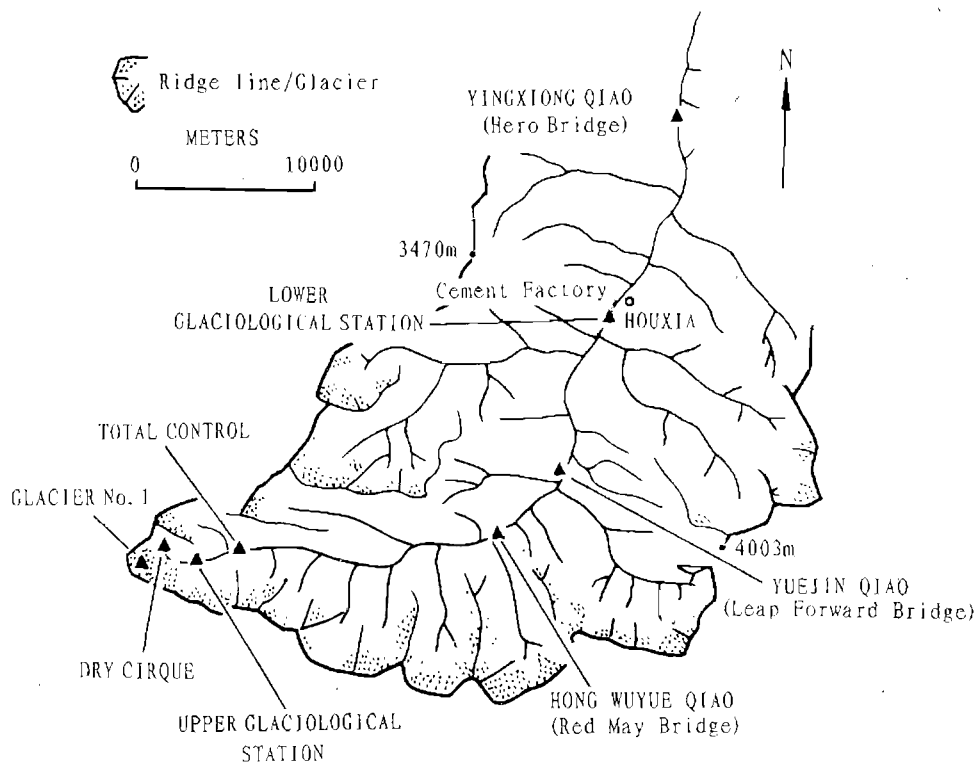 Ridge line/Glacier
METERS
0 10000
N
YINGXIONG QIAO
(Hero Bridge)
3470m
Cement Factory
LOWER
GLACIOLOGICAL STATION
HOUXIA
TOTAL CONTROL
GLACIER No. 1
4003m
YUEJIN QIAO
(Leap Forward Bridge)
DRY CIRQUE
HONG WUYUE QIAO
(Red May Bridge)
UPPER GLACIOLOGICAL
STATION